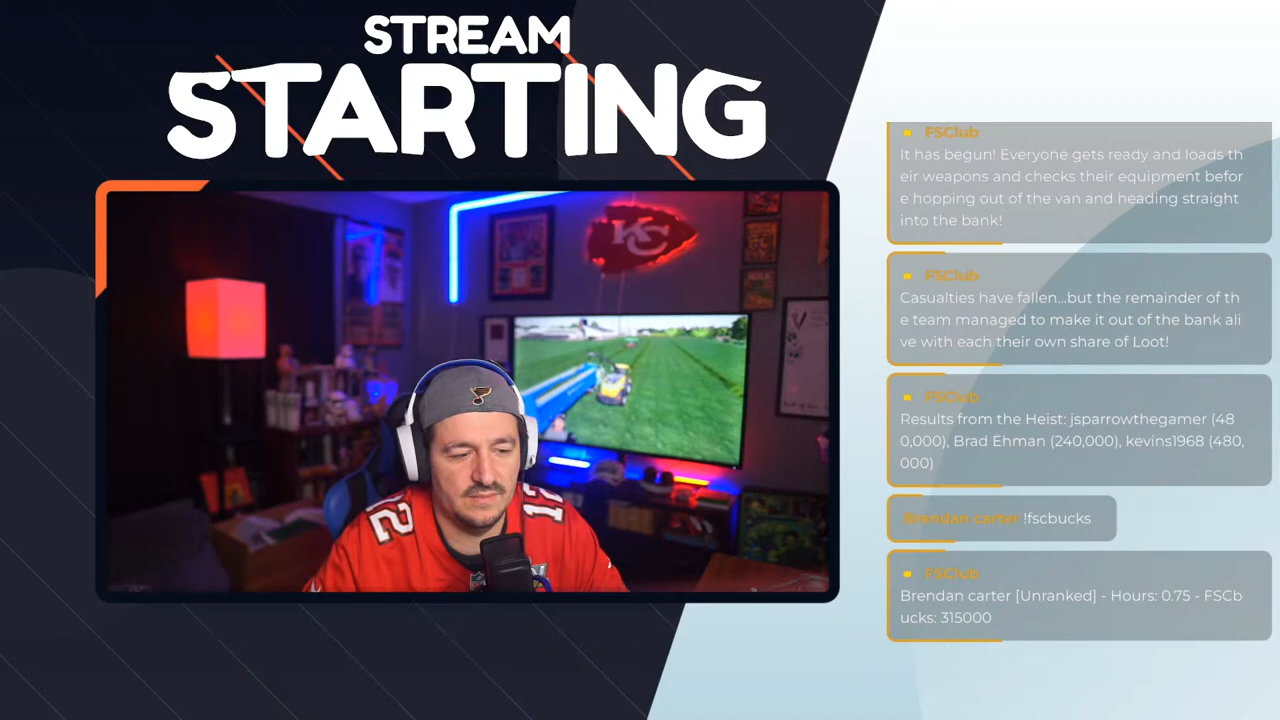 STREAM
STARTING
KC
12
12
FSClub
It has begun! Everyone gets ready and loads th
eir weapons and checks their equipment befor
e hopping out of the van and heading straight
into the bank!
FSClub
Casualties have fallen...but the remainder of th
e team managed to make it out of the bank ali
ve with each their own share of Loot!
FSClub
Results from the Heist: jsparrowthegamer (48
0,000), Brad Ehman (240,000), kevins1968 (480,
000)
Brendan carter !fscbucks
FSClub
Brendan carter [Unranked] - Hours: 0.75 - FSCb
ucks: 315000